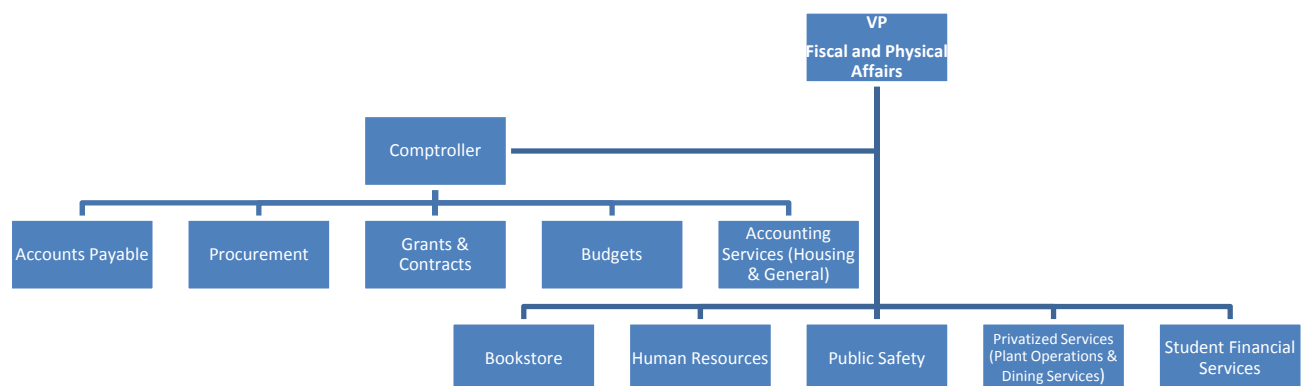 VP
Fiscal and Physical
Affairs
Comptroller
Accounts Payable
Procurement
Grants &
Contracts
Budgets
Accounting
Services (Housing
& General)
Bookstore
Human Resources
Public Safety
Privatized Services
(Plant Operations &
Dining Services)
Student Financial
Services